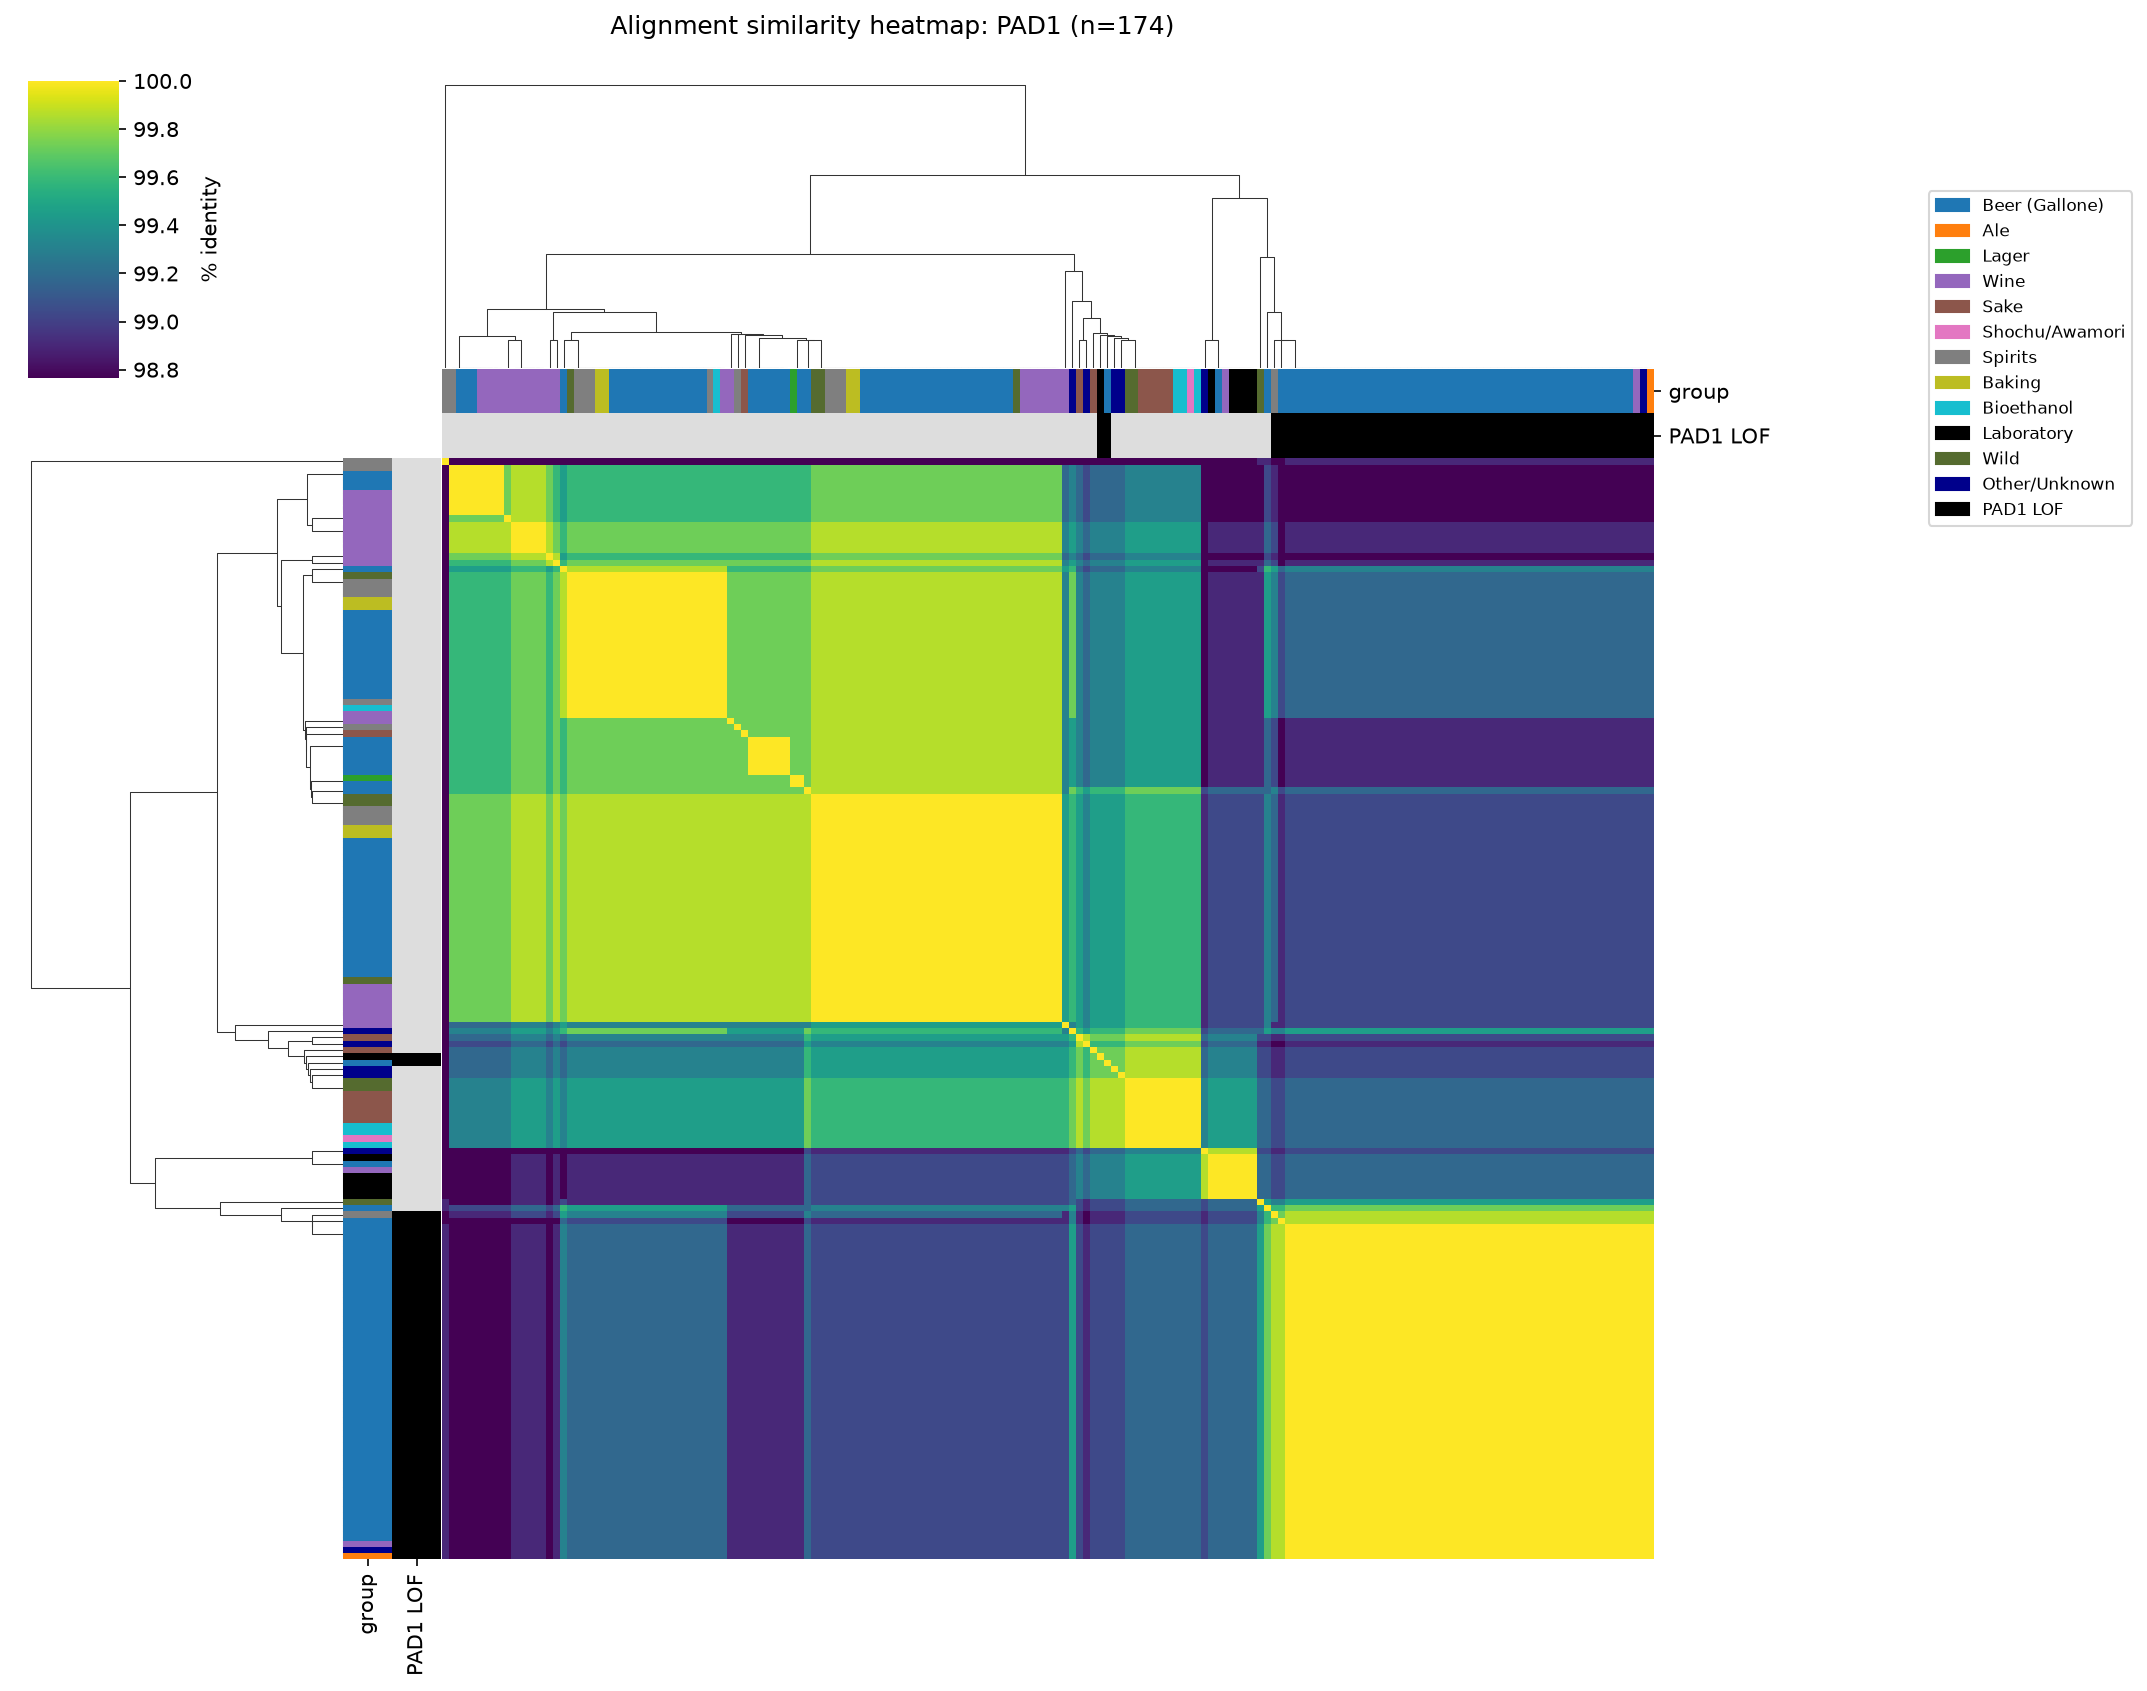 Alignment similarity heatmap: PAD1 (n=174)
100.0
99.8
99.6
99.4
99.2
99.0
98.8
% identity
Beer (Gallone)
Ale
Lager
Wine
Sake
Shochu/Awamori
Spirits
Baking
Bioethanol
Laboratory
Wild
Other/Unknown
PAD1 LOF
group
PAD1 LOF
group
PAD1 LOF